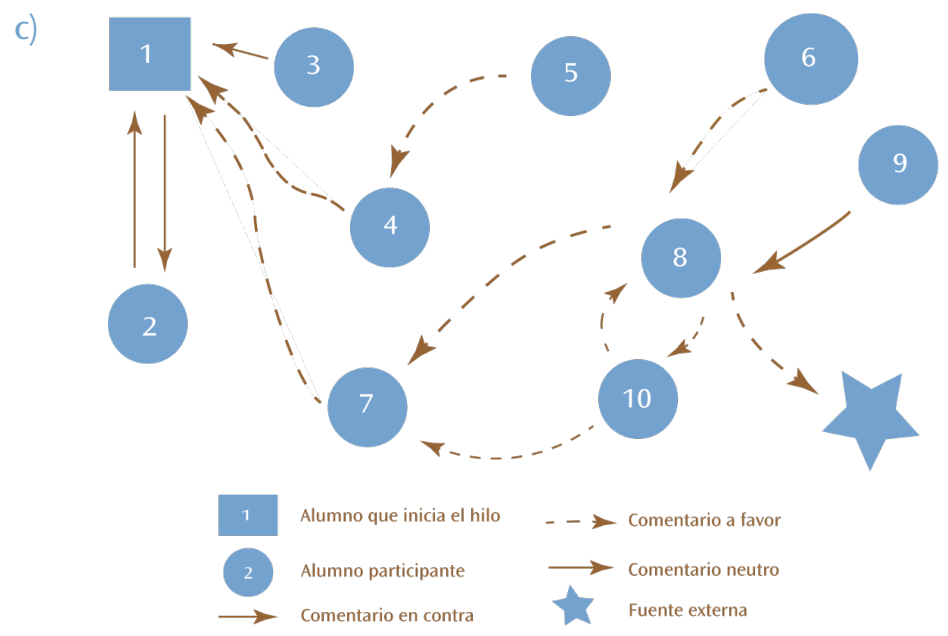 c)
1
3
5
6
9
4
8
2
7
10
1 Alumno que inicia el hilo
Comentario a favor
2 Alumno participante
Comentario neutro
Comentario en contra
Fuente externa